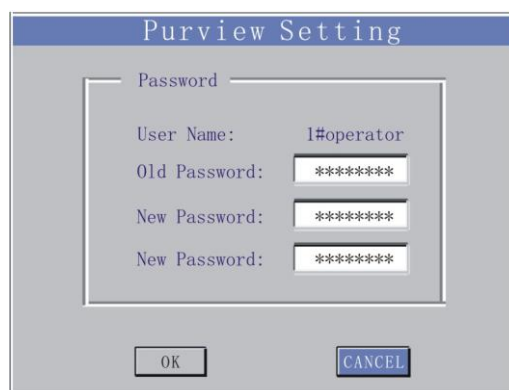 Purview Setting
Password
User Name: 1#operator
Old Password: ********
New Password: ********
New Password: ********
OK CANCEL